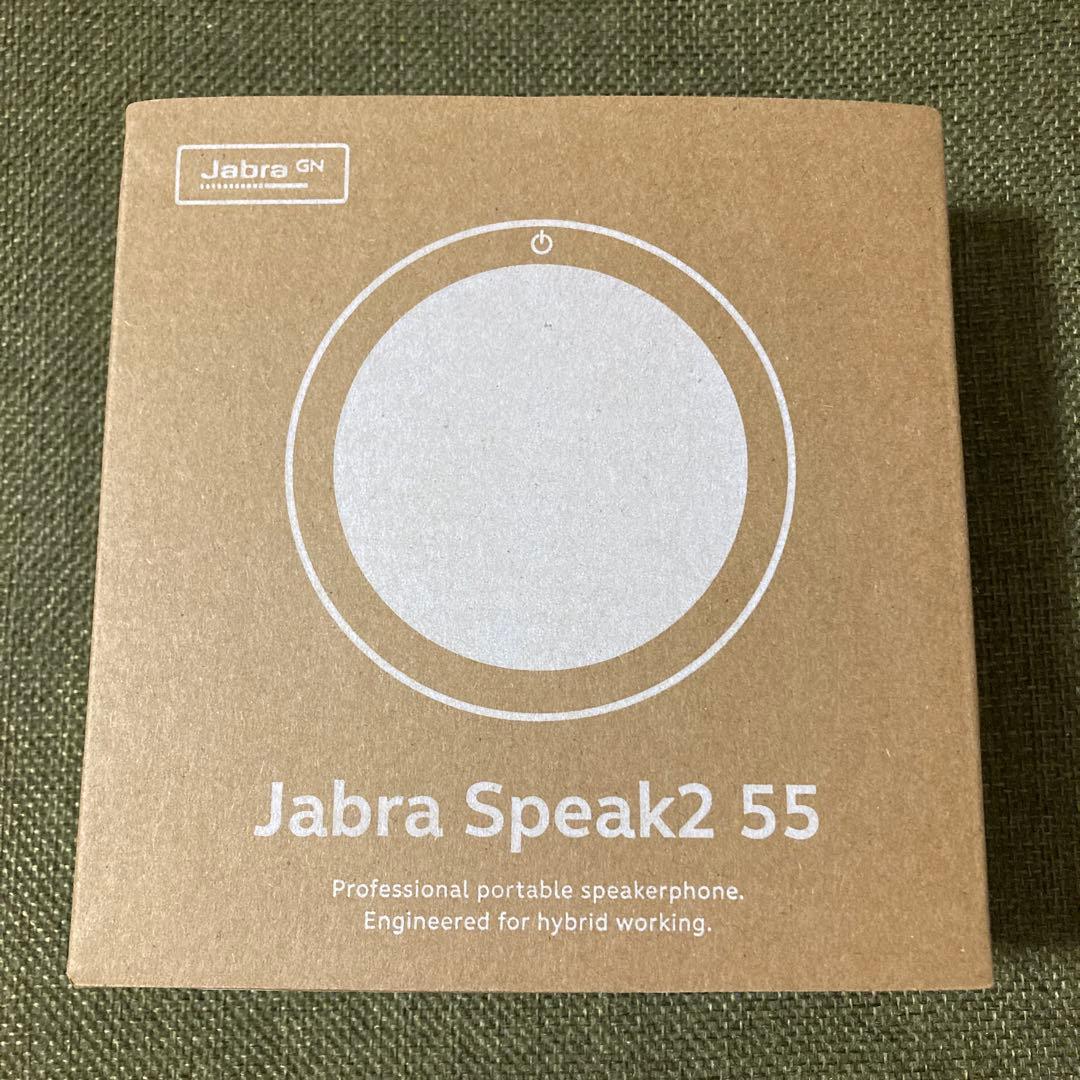 Jabra GN
Jabra Speak2 55
Professional portable speakerphone.
Engineered for hybrid working.